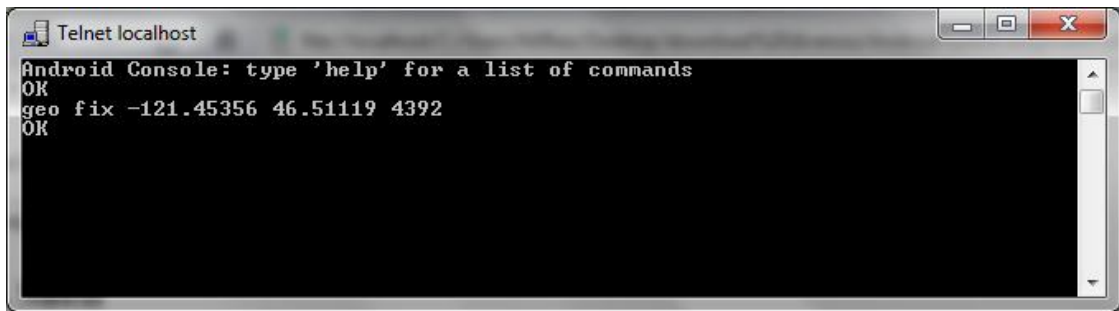 Telnet localhost
Android Console: type 'help' for a list of commands
OK
geo fix -121.45356 46.51119 4392
OK